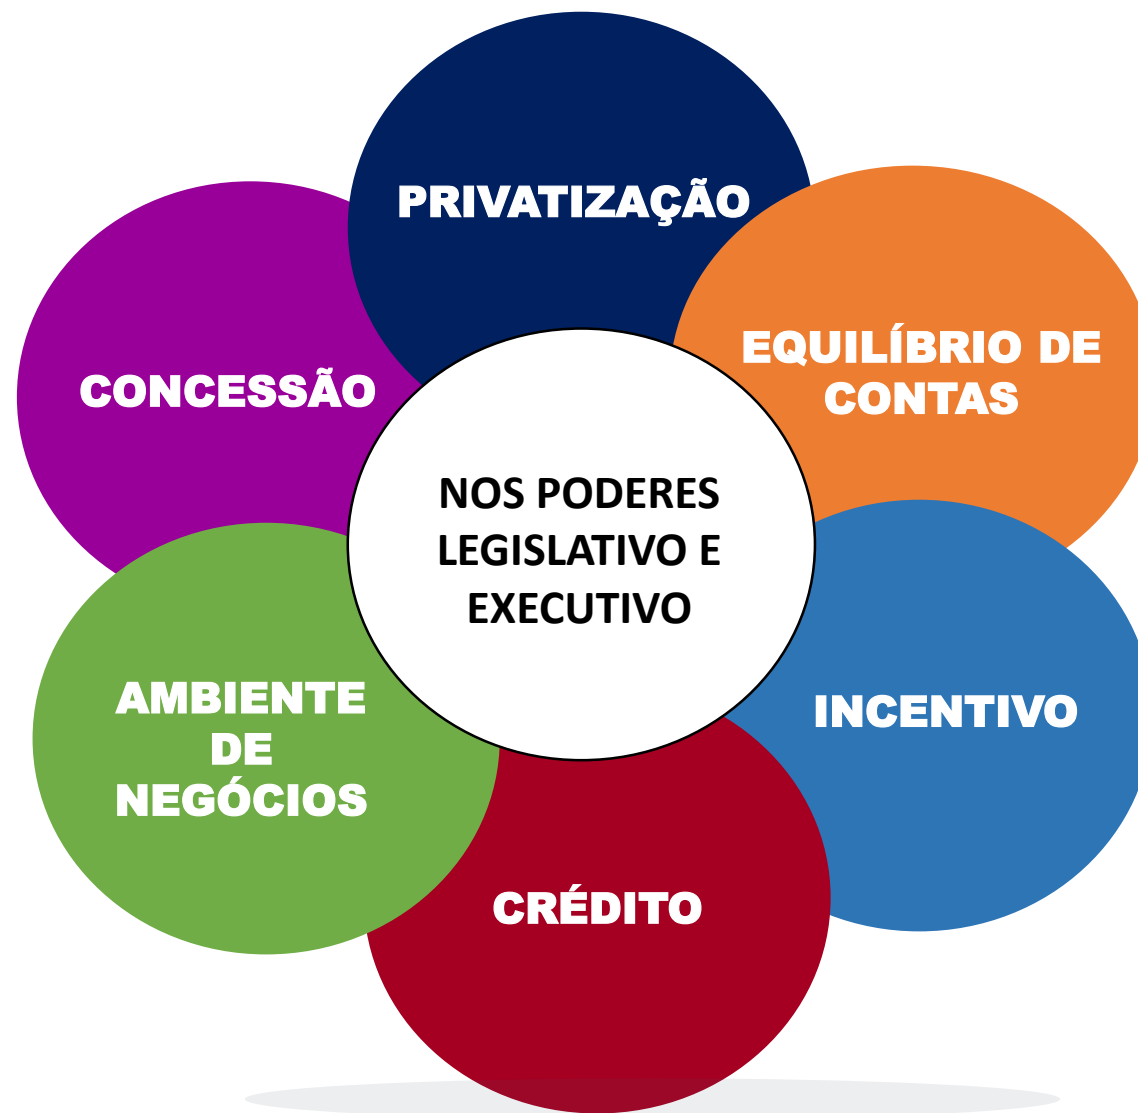 PRIVATIZAÇÃO
EQUILÍBRIO DE
CONTAS
CONCESSÃO
NOS PODERES
LEGISLATIVO E
EXECUTIVO
AMBIENTE
DE
NEGÓCIOS
INCENTIVO
CRÉDITO